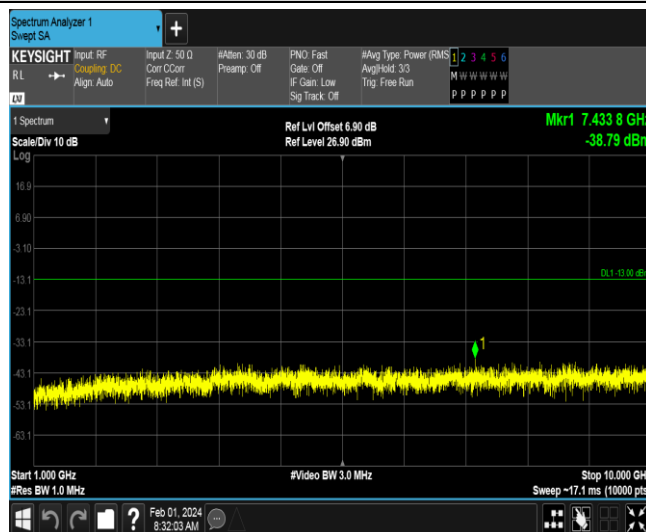 Spectrum Analyzer 1
Swept SA
KEYSIGHT Input: RF Input Z: 50 Ω #Atten: 30 dB PNO: Fast #Avg Type: Power (RMS 1 2 3 4 5 6
RL Coupling: DC Corr CCorr Preamp: Off Gate: Off Avg|Hold: 3/3 M W W W W W
Align: Auto Freq Ref: Int (S) IF Gain: Low Trig: Free Run
LXI Sig Track: Off P P P P P P
1 Spectrum Ref Lvl Offset 6.90 dB Mkr1 7.433 8 GHz
Scale/Div 10 dB Ref Level 26.90 dBm -38.79 dBm
Log
16.9
6.90
-3.10
-13.1 DL1 -13.00 dBm
-23.1
-33.1
1
-43.1
-53.1
-63.1
Start 1.000 GHz #Video BW 3.0 MHz Stop 10.000 GHz
#Res BW 1.0 MHz Sweep ~17.1 ms (10000 pts
Feb 01, 2024
8:32:03 AM